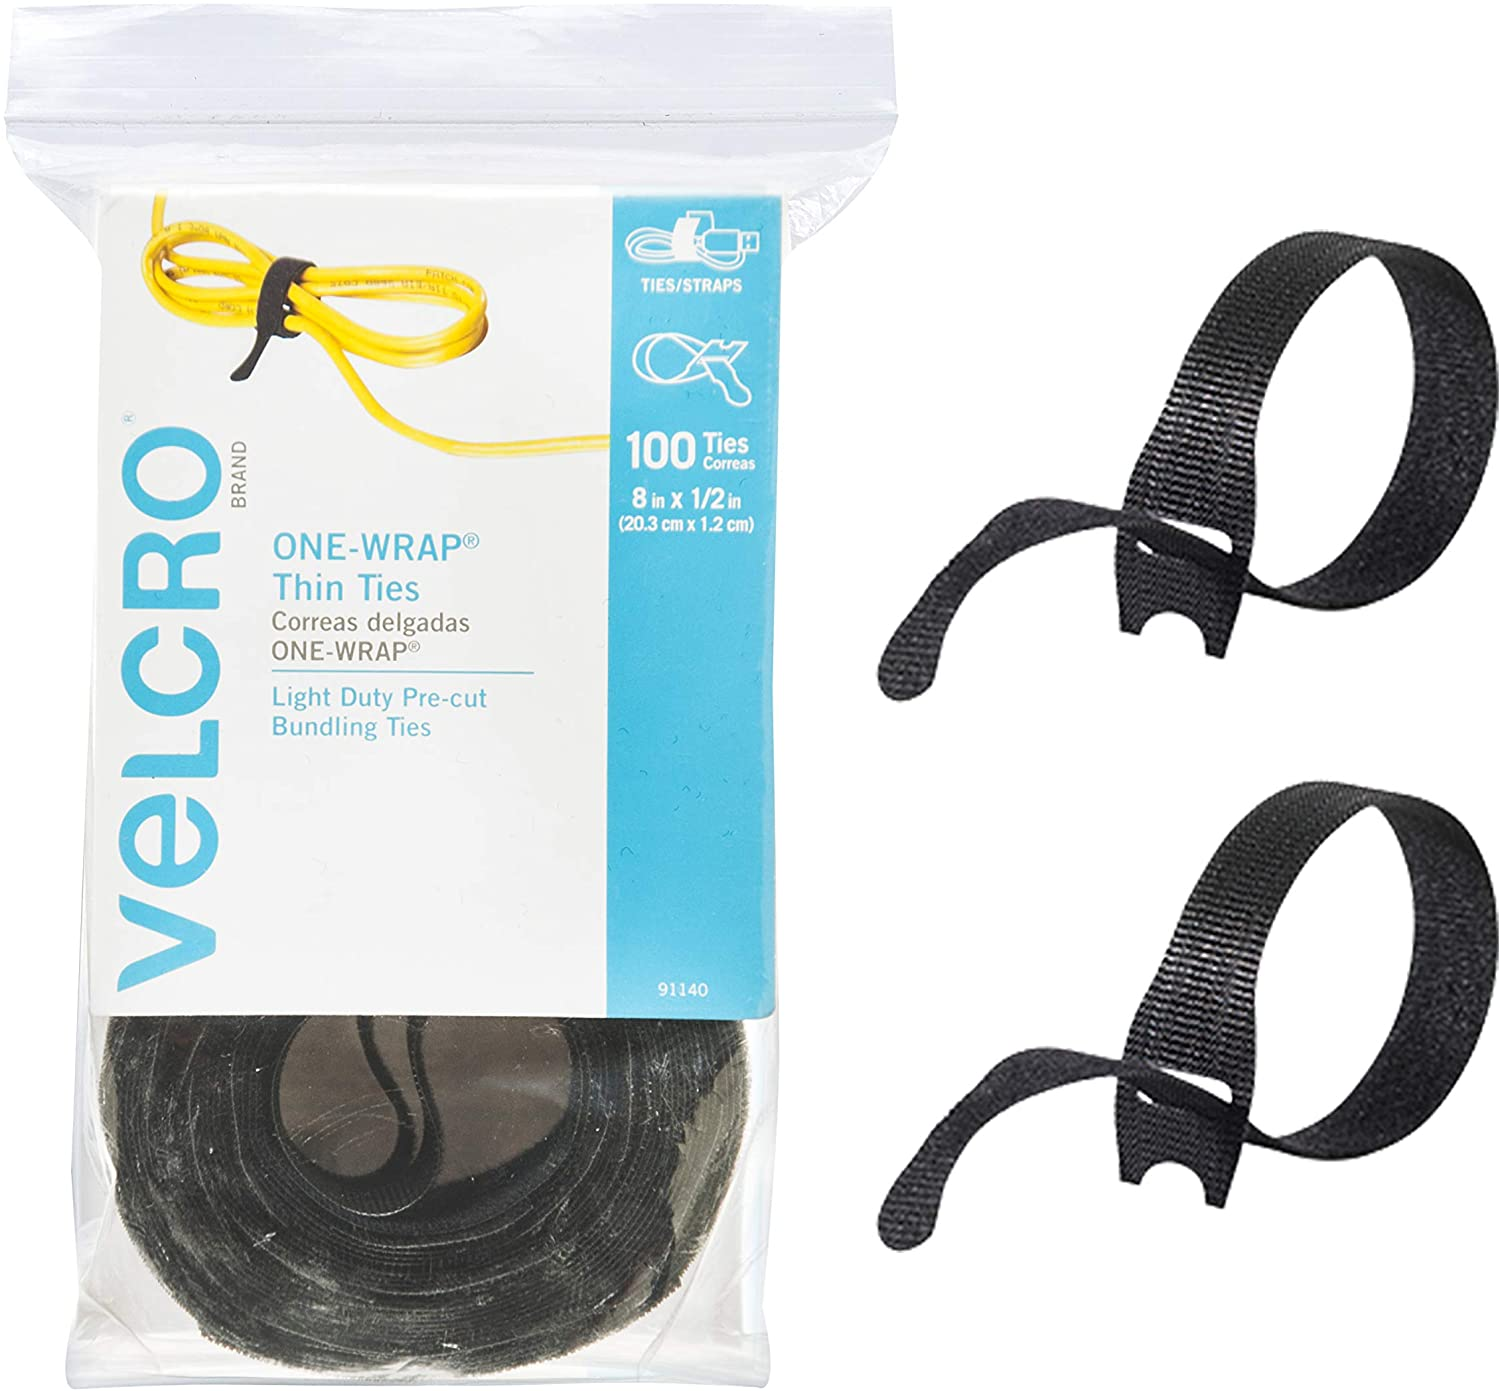 TIES/STRAPS
100 Ties
Correas
8 in x 1/2 in
(20.3 cm x 1.2 cm)
VELCRO®
BRAND
ONE-WRAP®
Thin Ties
Correas delgadas
ONE-WRAP®
Light Duty Pre-cut
Bundling Ties
91140